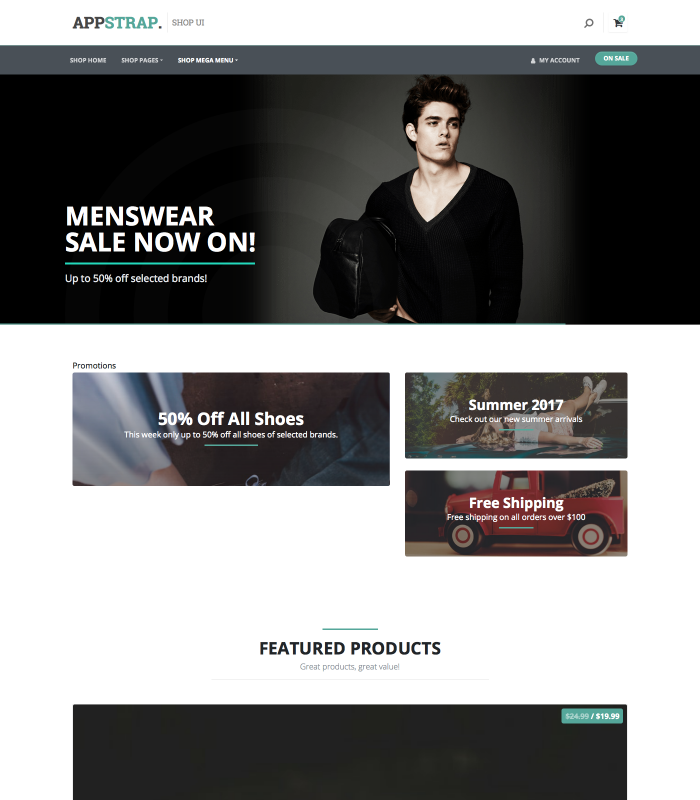 APPSTRAP. SHOP UI
SHOP HOME SHOP PAGES SHOP MEGA MENU MY ACCOUNT ON SALE
MENSWEAR
SALE NOW ON!
Up to 50% off selected brands!
Promotions
50% Off All Shoes
This week only up to 50% off all shoes of selected brands.
Summer 2017
Check out our new summer arrivals
Free Shipping
Free shipping on all orders over $100
FEATURED PRODUCTS
Great products, great value!
$24.99 / $19.99